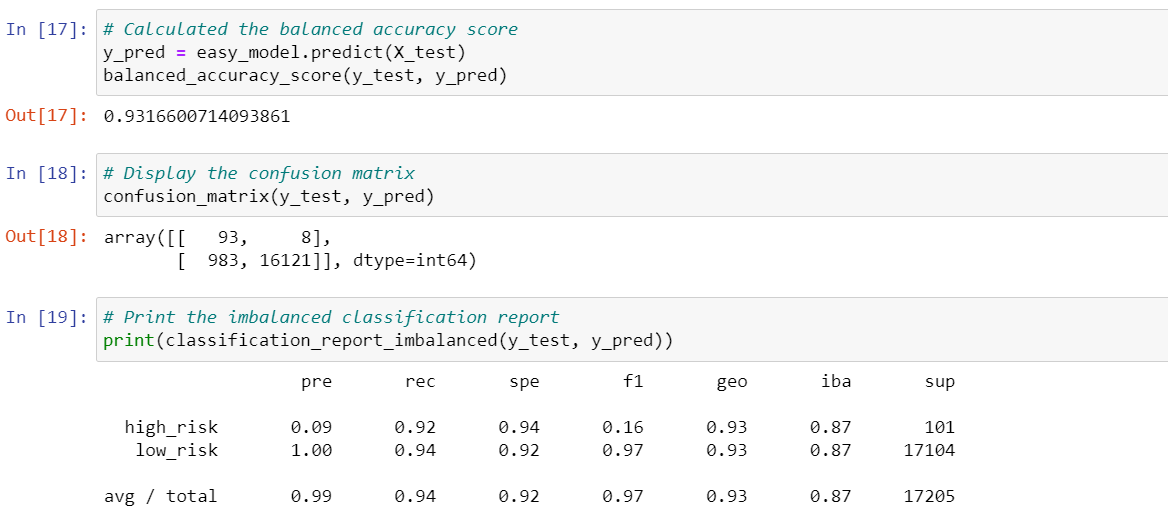 In [17]: # Calculated the balanced accuracy score
y_pred = easy_model.predict(X_test)
balanced_accuracy_score(y_test, y_pred)
Out[17]: 0.9316600714093861
In [18]: # Display the confusion matrix
confusion_matrix(y_test, y_pred)
Out[18]: array([[   93,     8],
       [  983, 16121]], dtype=int64)
In [19]: # Print the imbalanced classification report
print(classification_report_imbalanced(y_test, y_pred))
pre rec spe f1 geo iba sup
high_risk 0.09 0.92 0.94 0.16 0.93 0.87 101
low_risk 1.00 0.94 0.92 0.97 0.93 0.87 17104
avg / total 0.99 0.94 0.92 0.97 0.93 0.87 17205